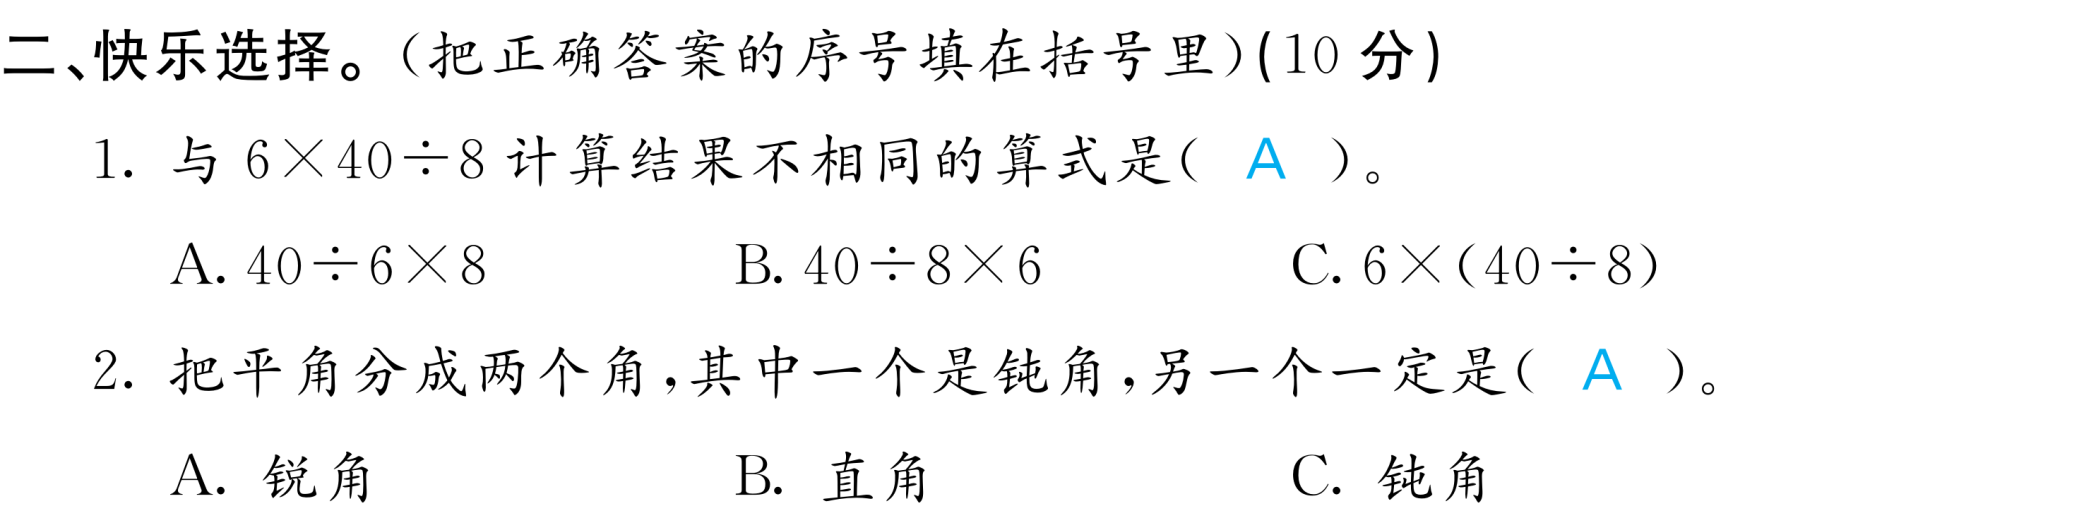 二、快乐选择。(把正确答案的序号填在括号里)(10 分)
1. 与 6×40÷8 计算结果不相同的算式是( A )。
A. 40÷6×8 B. 40÷8×6 C. 6×(40÷8)
2. 把平角分成两个角,其中一个是钝角,另一个一定是( A )。
A. 锐角 B. 直角 C. 钝角